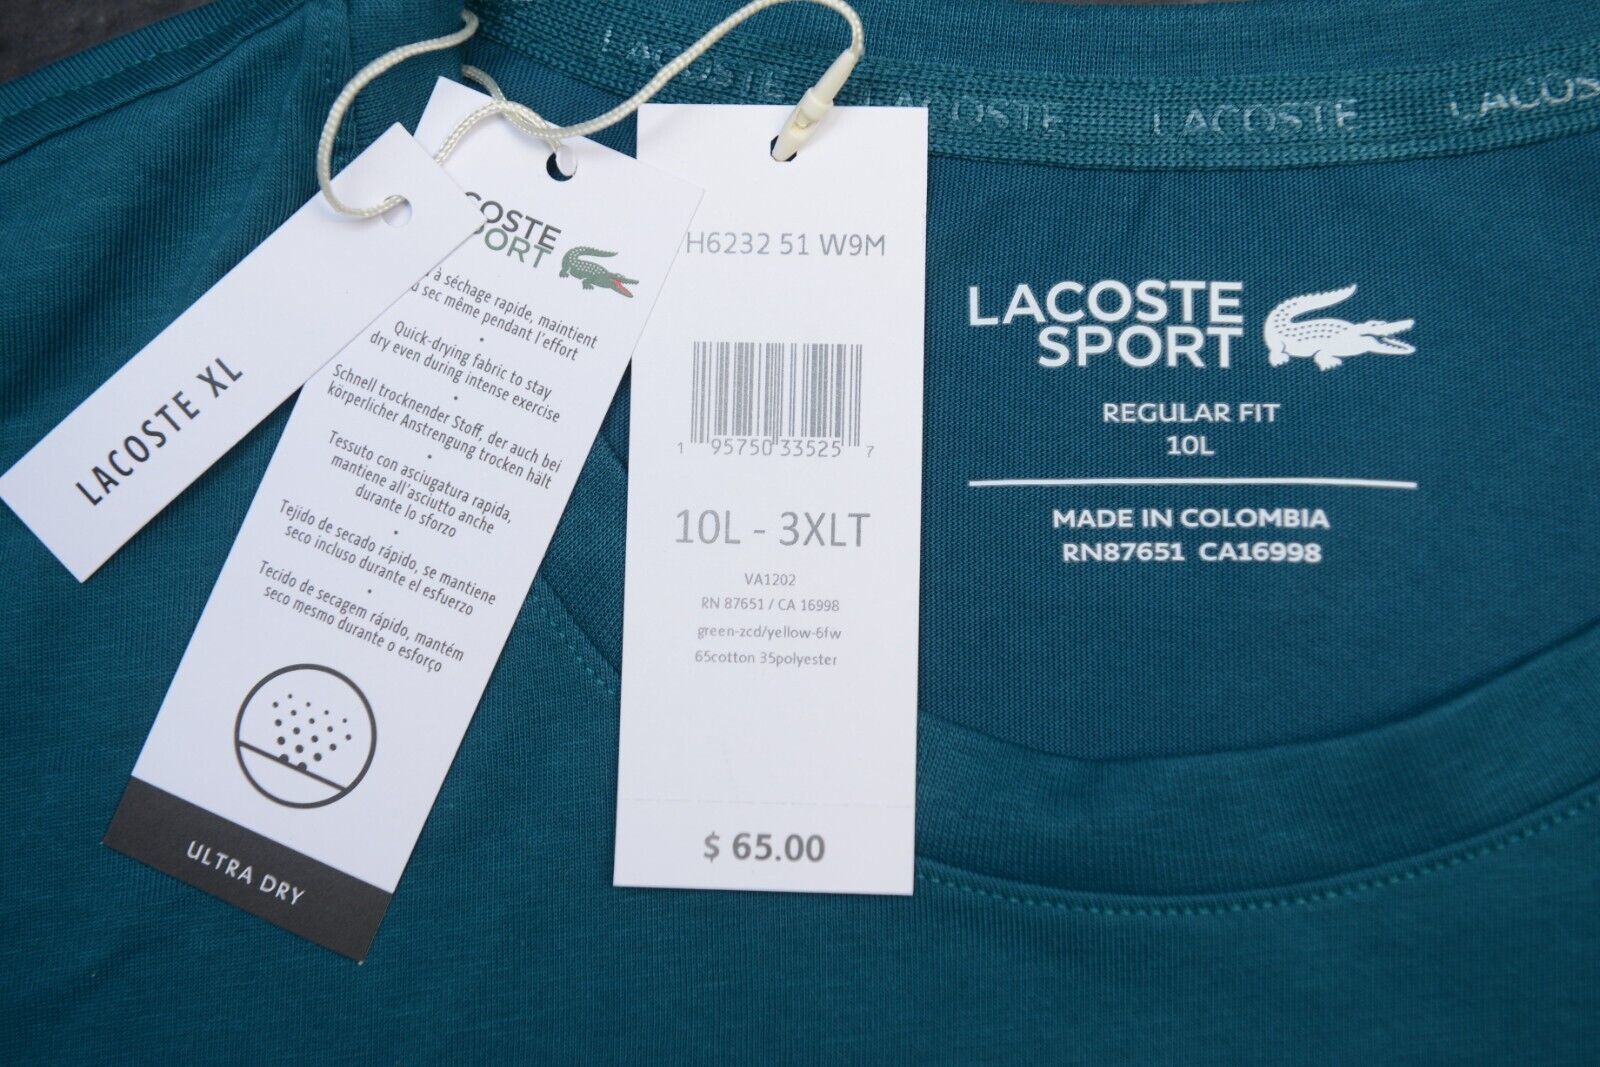 LACOSTE
LACOSTE
LACOSTE
LACOSTE XL
à séchage rapide, maintient
sec même pendant l'effort
•
Quick-drying fabric to stay
dry even during intense exercise
•
Schnell trocknender Stoff, der auch bei
körperlicher Anstrengung trocken hält
•
Tessuto con asciugatura rapida,
mantiene all'asciutto anche
durante lo sforzo
•
Tejido de secado rápido, se mantiene
seco incluso durante el esfuerzo
•
Tecido de secagem rápido, mantém
seco mesmo durante o esforço
ULTRA DRY
H6232 51 W9M
1 95750 33525 7
10L - 3XLT
VA1202
RN 87651 / CA 16998
green-zcd/yellow-6fw
65cotton 35polyester
$ 65.00
LACOSTE
SPORT
REGULAR FIT
10L
MADE IN COLOMBIA
RN87651 CA16998